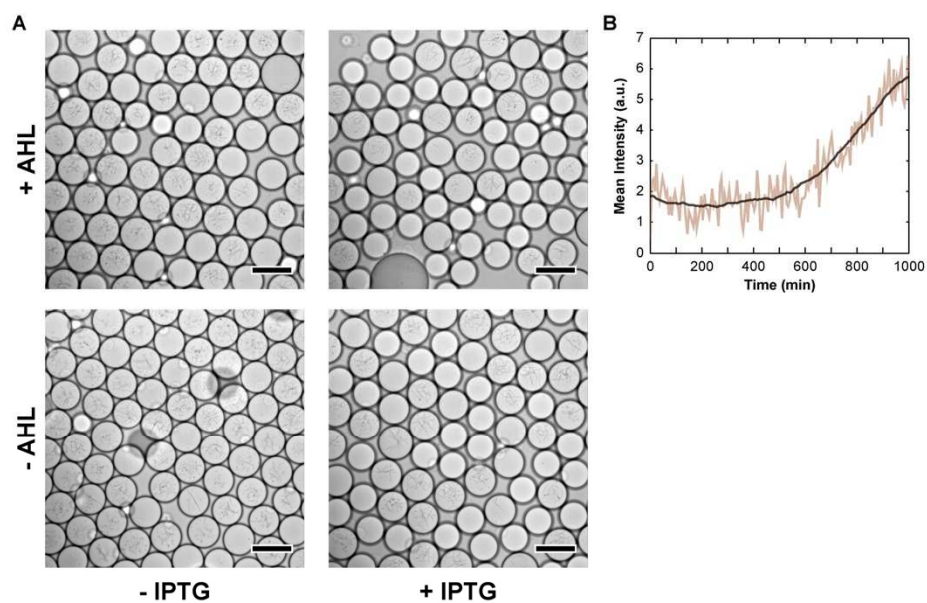 A
+ AHL
- AHL
- IPTG
+ IPTG
B
Mean Intensity (a.u.)
7
6
5
4
3
2
1
0
0 200 400 600 800 1000
Time (min)